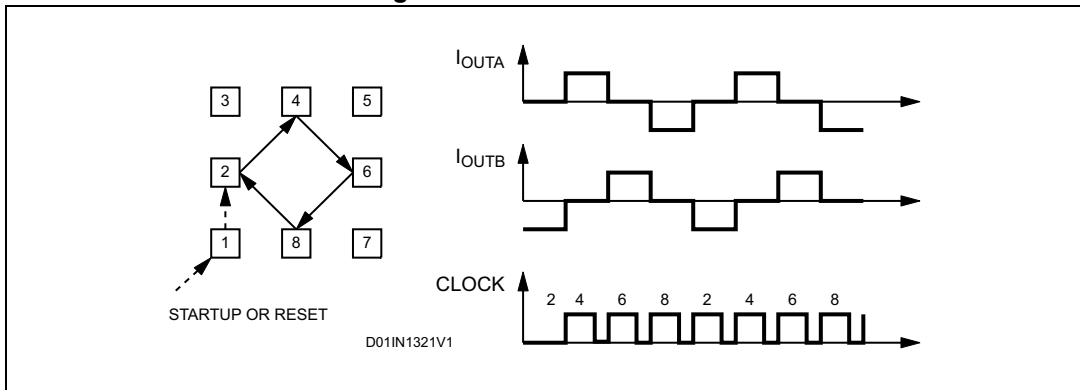 g
3 4 5
2 6
1 8 7
STARTUP OR RESET
D01IN1321V1
IOUTA
IOUTB
CLOCK
2 4 6 8 2 4 6 8